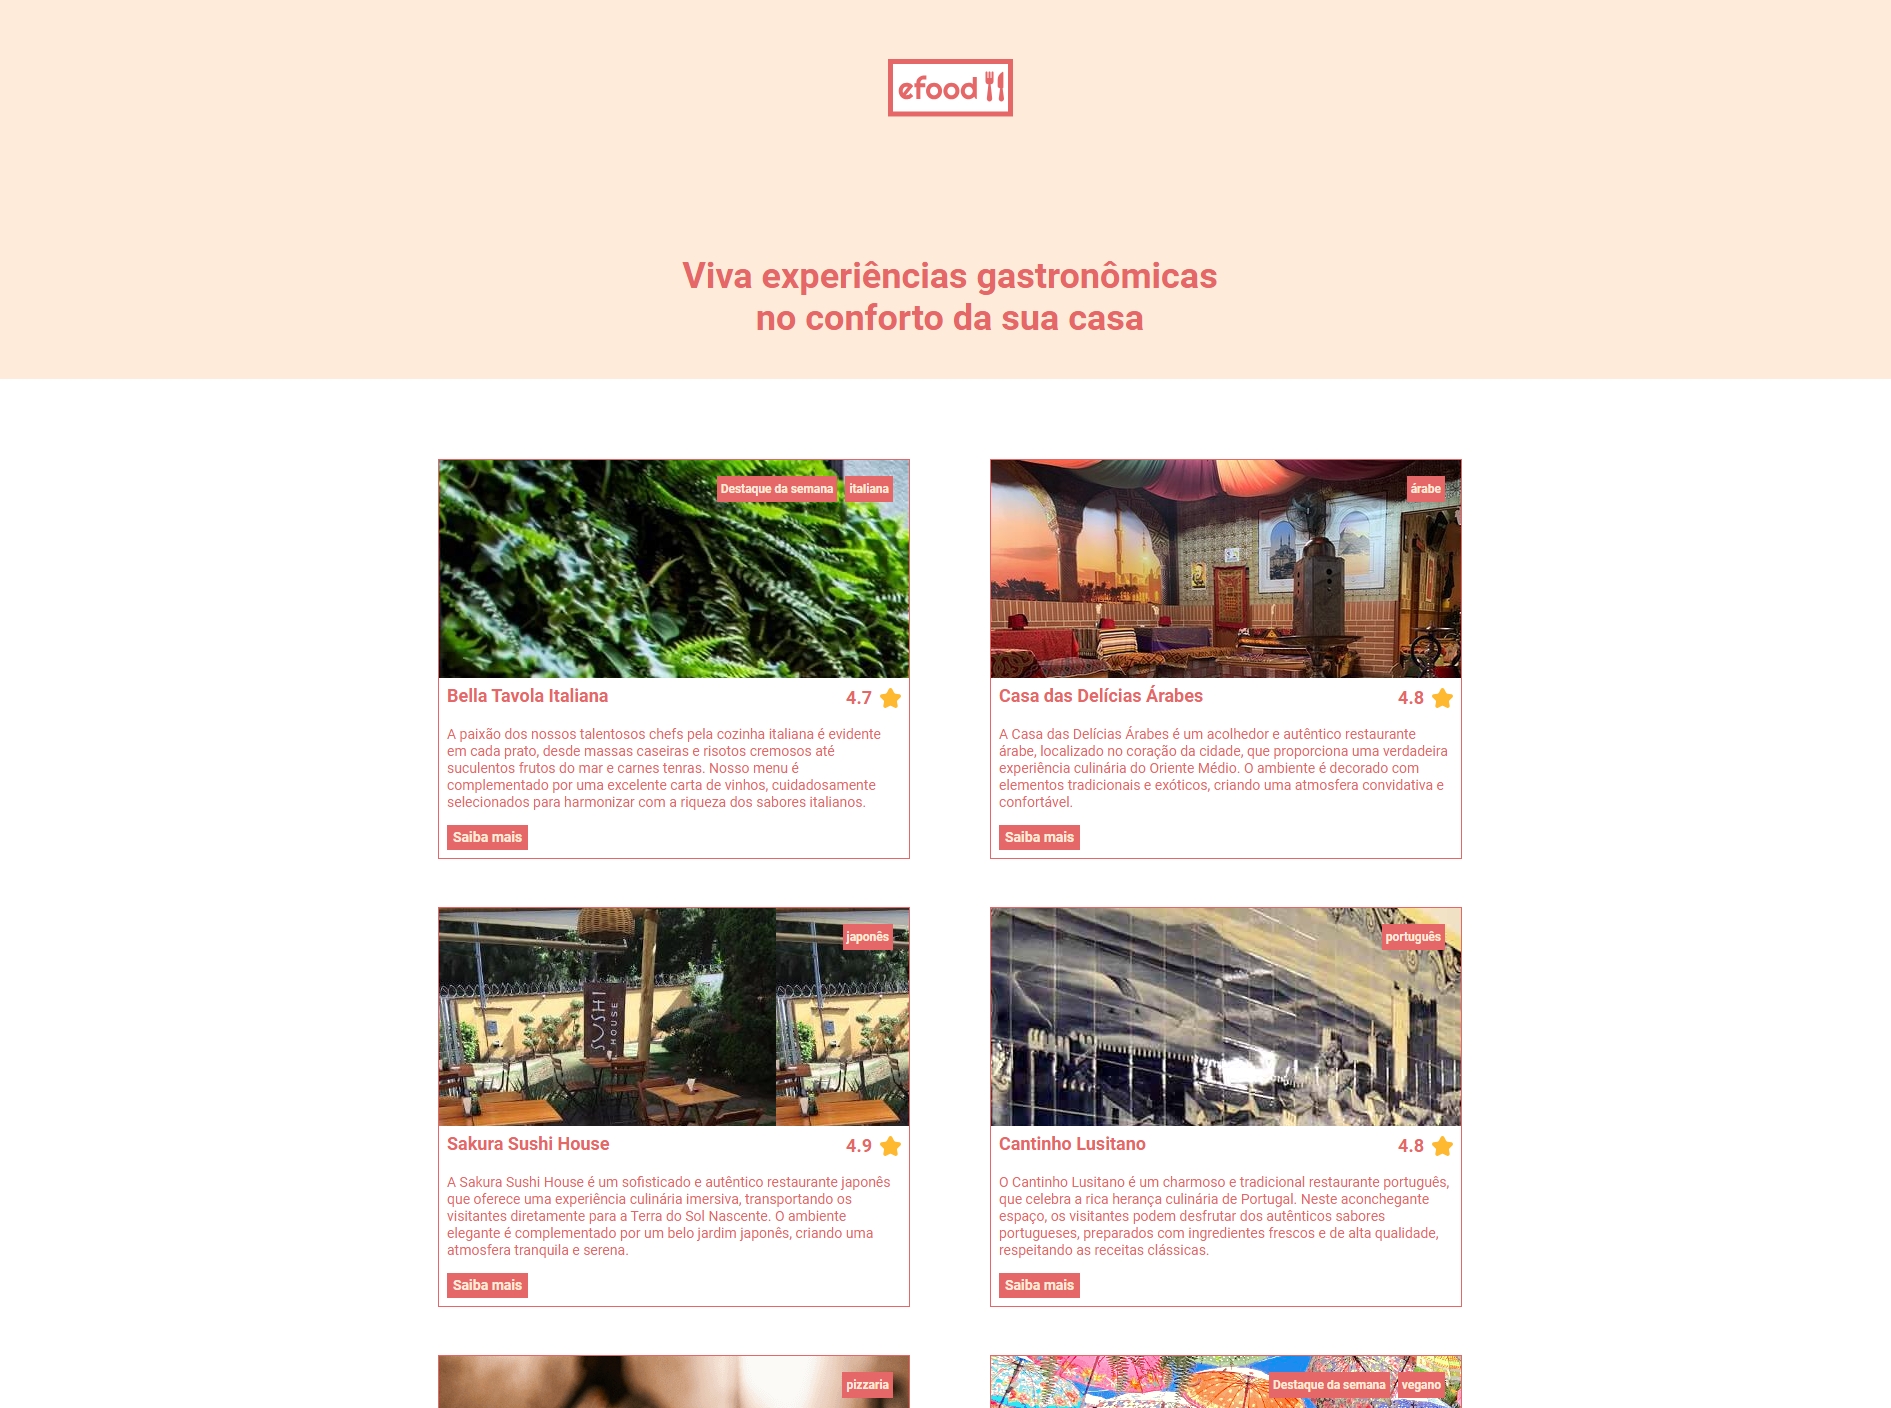 efood
Viva experiências gastronômicas
no conforto da sua casa
Destaque da semana
italiana
Bella Tavola Italiana
4.7
A paixão dos nossos talentosos chefs pela cozinha italiana é evidente
em cada prato, desde massas caseiras e risotos cremosos até
suculentos frutos do mar e carnes tenras. Nosso menu é
complementado por uma excelente carta de vinhos, cuidadosamente
selecionados para harmonizar com a riqueza dos sabores italianos.
Saiba mais
árabe
Casa das Delícias Árabes
4.8
A Casa das Delícias Árabes é um acolhedor e autêntico restaurante
árabe, localizado no coração da cidade, que proporciona uma verdadeira
experiência culinária do Oriente Médio. O ambiente é decorado com
elementos tradicionais e exóticos, criando uma atmosfera convidativa e
confortável.
Saiba mais
japonês
SUSHI
HOUSE
Sakura Sushi House
4.9
A Sakura Sushi House é um sofisticado e autêntico restaurante japonês
que oferece uma experiência culinária imersiva, transportando os
visitantes diretamente para a Terra do Sol Nascente. O ambiente
elegante é complementado por um belo jardim japonês, criando uma
atmosfera tranquila e serena.
Saiba mais
português
Cantinho Lusitano
4.8
O Cantinho Lusitano é um charmoso e tradicional restaurante português,
que celebra a rica herança culinária de Portugal. Neste aconchegante
espaço, os visitantes podem desfrutar dos autênticos sabores
portugueses, preparados com ingredientes frescos e de alta qualidade,
respeitando as receitas clássicas.
Saiba mais
pizzaria
Destaque da semana
vegano